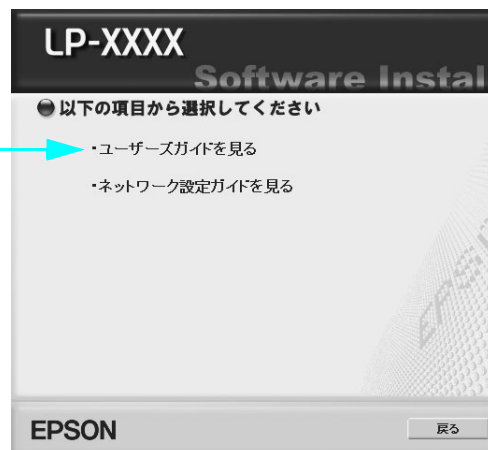 LP-XXXX
Software Instal
以下の項目から選択してください
・ユーザーズガイドを見る
・ネットワーク設定ガイドを見る
EPSON
戻る